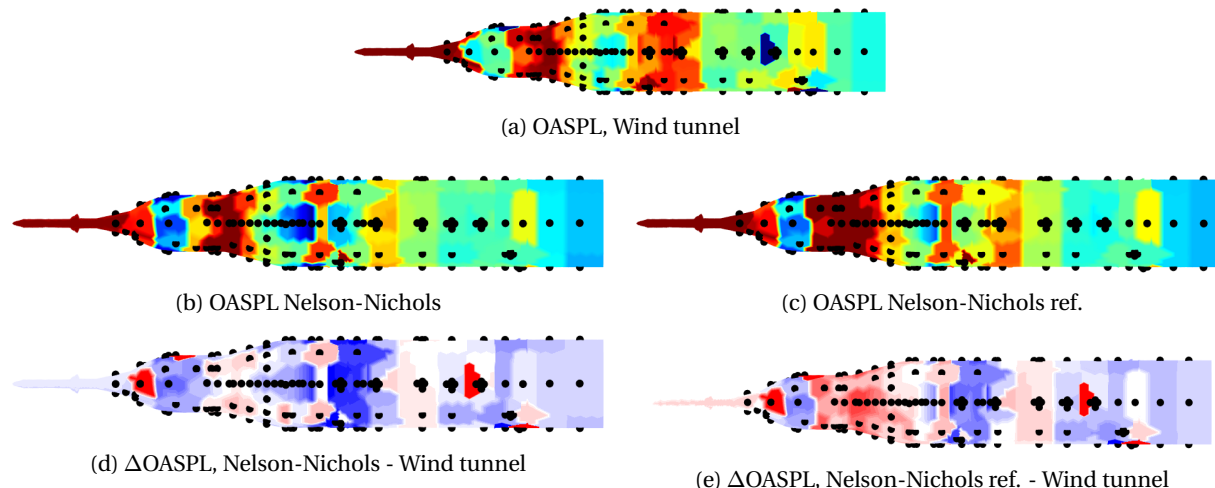 (a) OASPL, Wind tunnel
(b) OASPL Nelson-Nichols
(c) OASPL Nelson-Nichols ref.
(d) ΔOASPL, Nelson-Nichols - Wind tunnel
(e) ΔOASPL, Nelson-Nichols ref. - Wind tunnel